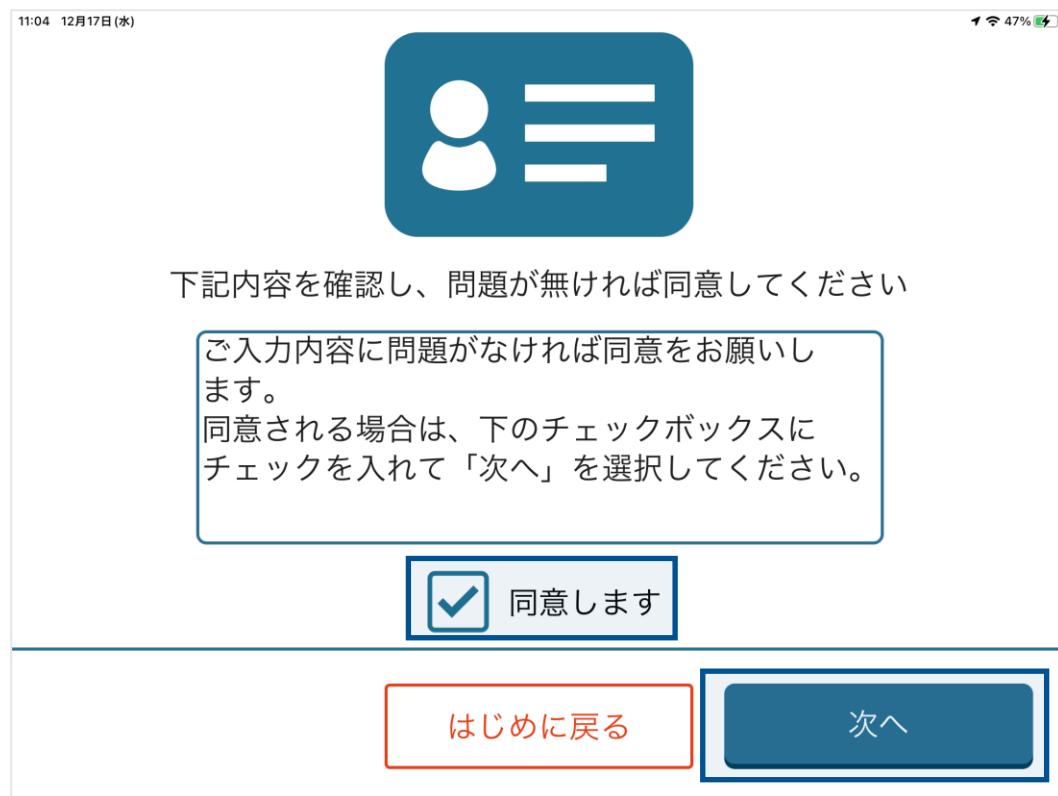 11:04 12月17日(水)
47%
下記内容を確認し、問題が無ければ同意してください
ご入力内容に問題がなければ同意をお願いし
ます。
同意される場合は、下のチェックボックスに
チェックを入れて「次へ」を選択してください。
同意します
はじめに戻る
次へ